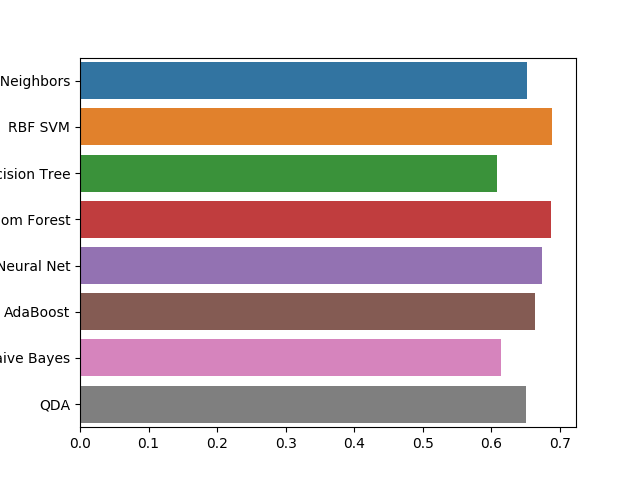 Neighbors
RBF SVM
cision Tree
om Forest
Neural Net
AdaBoost
aive Bayes
QDA
0.0 0.1 0.2 0.3 0.4 0.5 0.6 0.7